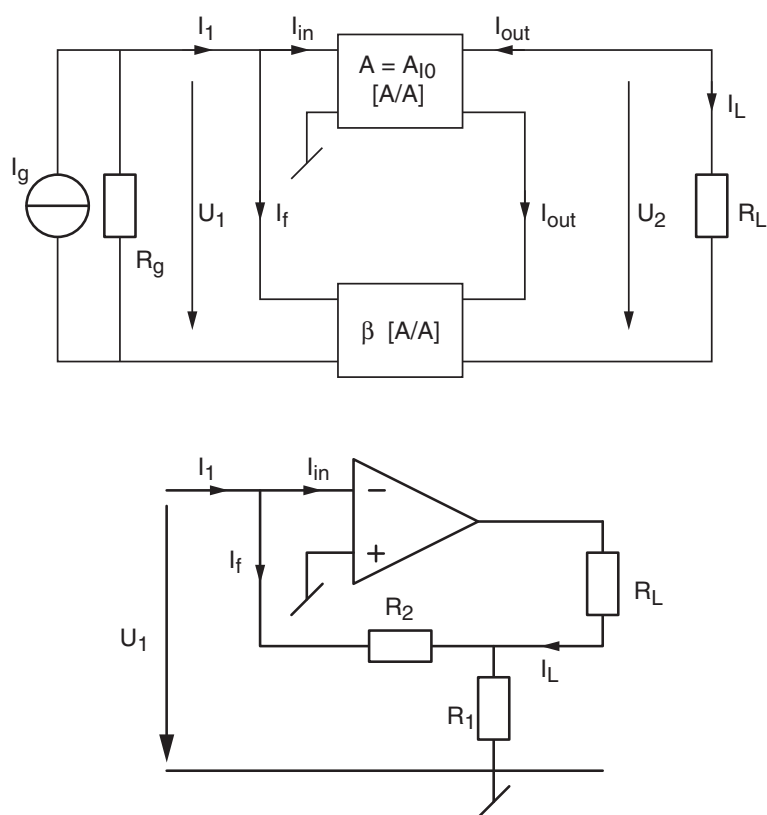 I1
Iin
Iout
A = AI0
[A/A]
IL
Ig
Rg
U1
If
Iout
U2
RL
β [A/A]
I1
Iin
−
If
+
R2
RL
U1
IL
R1